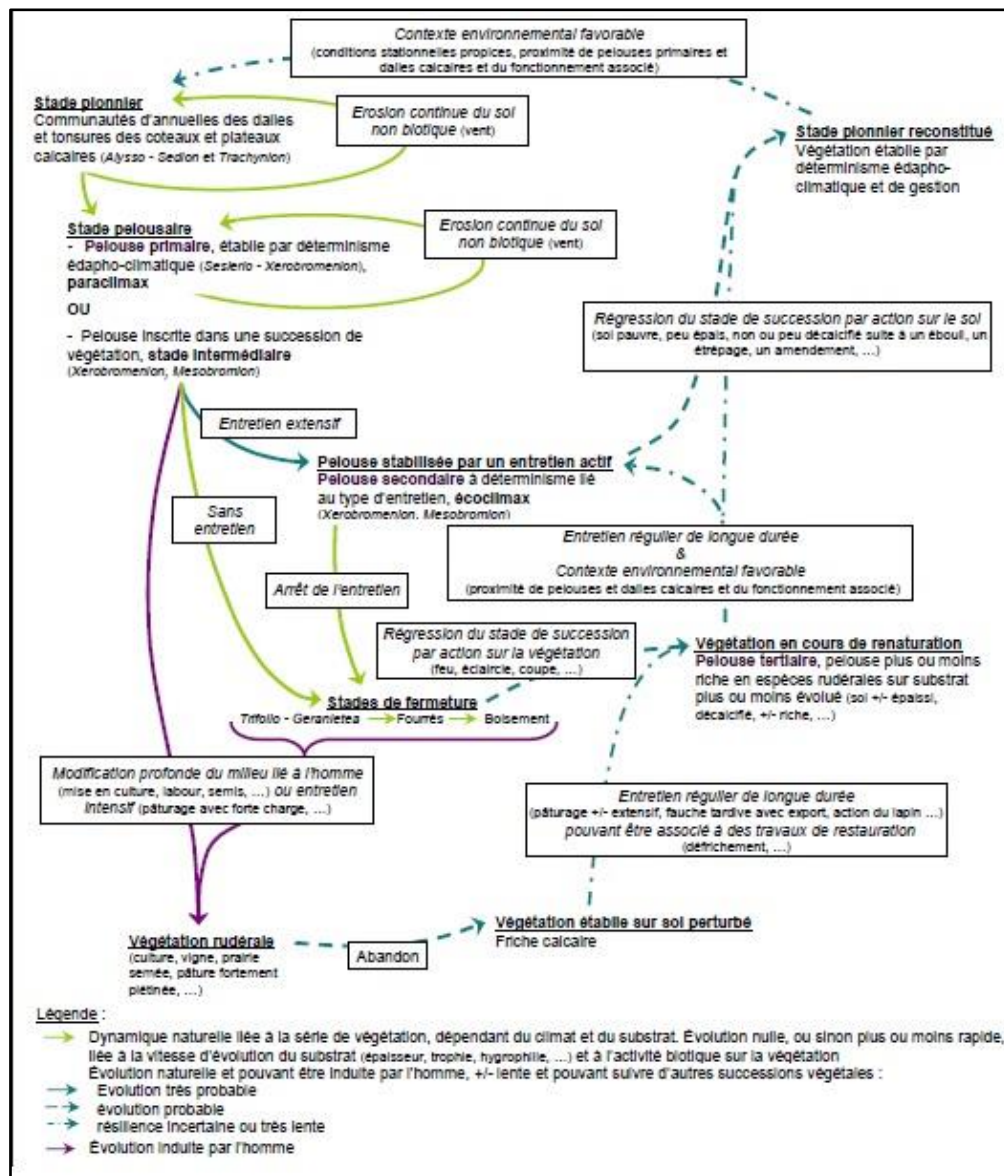 Contexte environnemental favorable
(conditions stationnelles propices, proximité de pelouses primaires et
dalles calcaires et du fonctionnement associé)
Stade pionnier
Communautés d'annuelles des dalles
et tonsures des coteaux et plateaux
calcaires (Alysso - Sedion et Trachynion)
Erosion continue du sol
non biotique (vent)
Stade pionnier reconstitué
Végétation établie par
déterminisme édapho-
climatique et de gestion
Stade pelousaire
- Pelouse primaire, établie par déterminisme
édapho-climatique (Seslerio - Xerobromenion),
paraclimax
OU
- Pelouse inscrite dans une succession de
végétation, stade intermédiaire
(Xerobromenion, Mesobromion)
Erosion continue du sol
non biotique (vent)
Régression du stade de succession par action sur le sol
(sol pauvre, peu épais, non ou peu décalcifié suite à un éboul, un
étrépage, un amendement, ...)
Entretien extensif
Pelouse stabilisée par un entretien actif
Pelouse secondaire à déterminisme lié
au type d'entretien, écoclimax
(Xerobromenion, Mesobromion)
Sans
entretien
Entretien régulier de longue durée
&
Contexte environnemental favorable
(proximité de pelouses et dalles calcaires et du fonctionnement associé)
Arrêt de l'entretien
Régression du stade de succession
par action sur la végétation
(feu, éclaircie, coupe, ...)
Végétation en cours de renaturation
Pelouse tertiaire, pelouse plus ou moins
riche en espèces rudérales sur substrat
plus ou moins évolué (sol +/- épaissi,
décalcifié, +/- riche, ...)
Stades de fermeture
Trifolio - Geranietea Fourrés Boisement
Modification profonde du milieu lié à l'homme
(mise en culture, labour, semis, ...) ou entretien
intensif (pâturage avec forte charge, ...)
Entretien régulier de longue durée
(pâturage +/- extensif, fauche tardive avec export, action du lapin ...)
pouvant être associé à des travaux de restauration
(défrichement, ...)
Végétation rudérale
(culture, vigne, prairie
semée, pâture fortement
piétinée, ...)
Abandon
Végétation établie sur sol perturbé
Friche calcaire
Légende :
Dynamique naturelle liée à la série de végétation, dépendant du climat et du substrat. Évolution nulle, ou sinon plus ou moins rapide,
liée à la vitesse d'évolution du substrat (épaisseur, trophie, hygrophilie, ...) et à l'activité biotique sur la végétation
Évolution naturelle et pouvant être induite par l'homme, +/- lente et pouvant suivre d'autres successions végétales :
Evolution très probable
évolution probable
résilience incertaine ou très lente
Évolution induite par l'homme